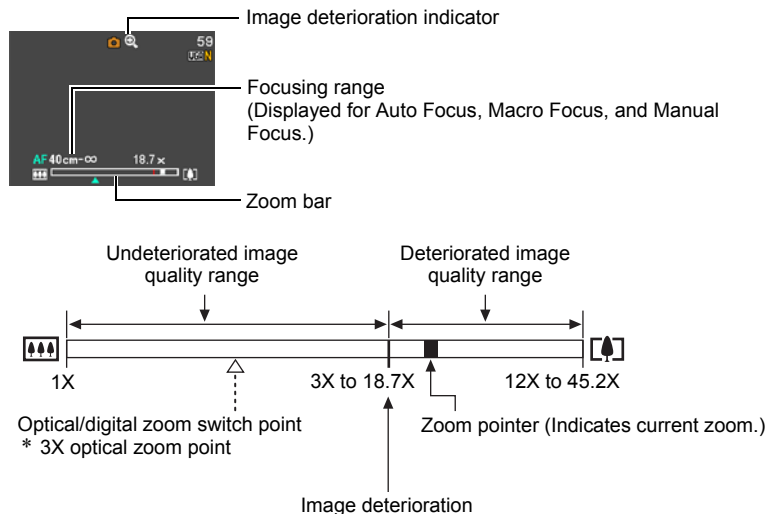 Image deterioration indicator
59
N
Focusing range
(Displayed for Auto Focus, Macro Focus, and Manual
Focus.)
AF 40cm-∞ 18.7x
Zoom bar
Undeteriorated image
quality range
Deteriorated image
quality range
1X
3X to 18.7X
12X to 45.2X
Optical/digital zoom switch point
* 3X optical zoom point
Zoom pointer (Indicates current zoom.)
Image deterioration